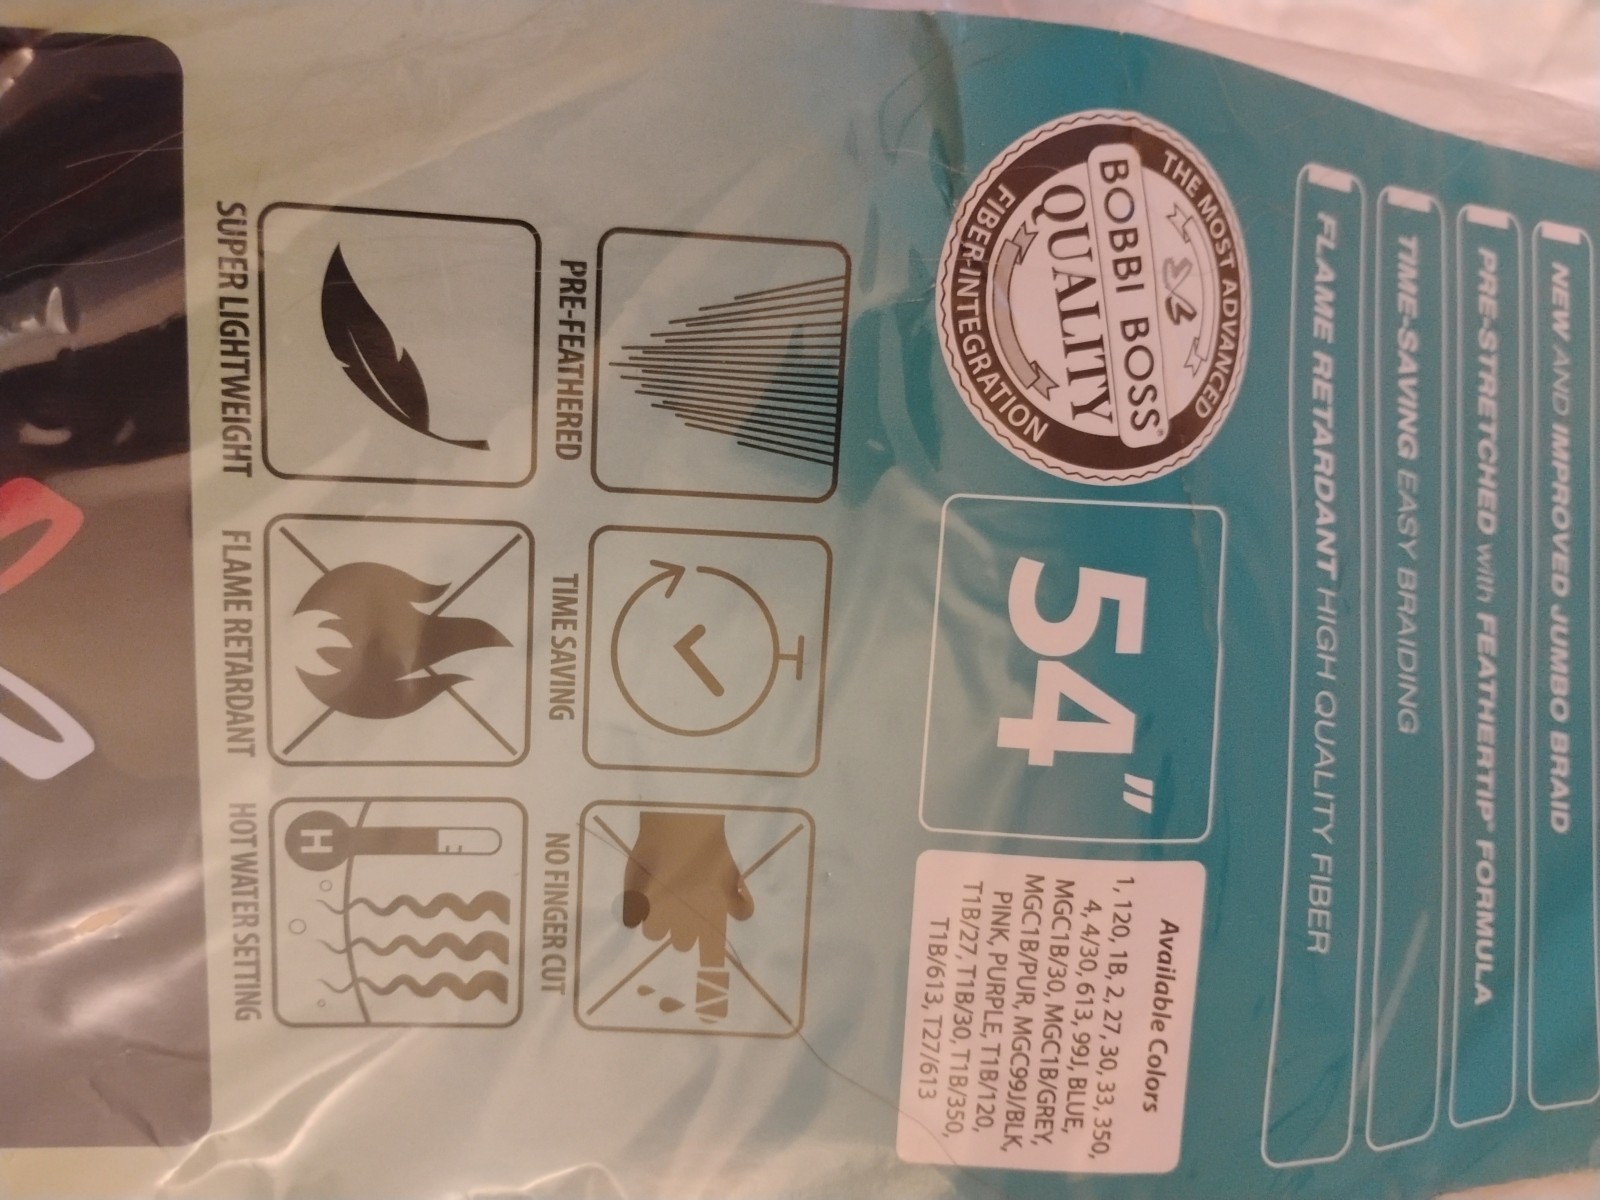 NEW AND IMPROVED JUMBO BRAID
PRE-STRETCHED with FEATHERTIP® FORMULA
TIME-SAVING EASY BRAIDING
FLAME RETARDANT HIGH QUALITY FIBER
THE MOST ADVANCED
BOBBI BOSS®
QUALITY
FIBER-INTEGRATION
54"
Available Colors
1, 120, 1B, 2, 27, 30, 33, 350,
4, 4/30, 613, 99J, BLUE,
MGC1B/30, MGC1B/GREY,
MGC1B/PUR, MGC99J/BLK,
PINK, PURPLE, T1B/120,
T1B/27, T1B/30, T1B/350,
T1B/613, T27/613
PRE-FEATHERED
TIME SAVING
NO FINGER CUT
H
SUPER LIGHTWEIGHT
FLAME RETARDANT
HOT WATER SETTING